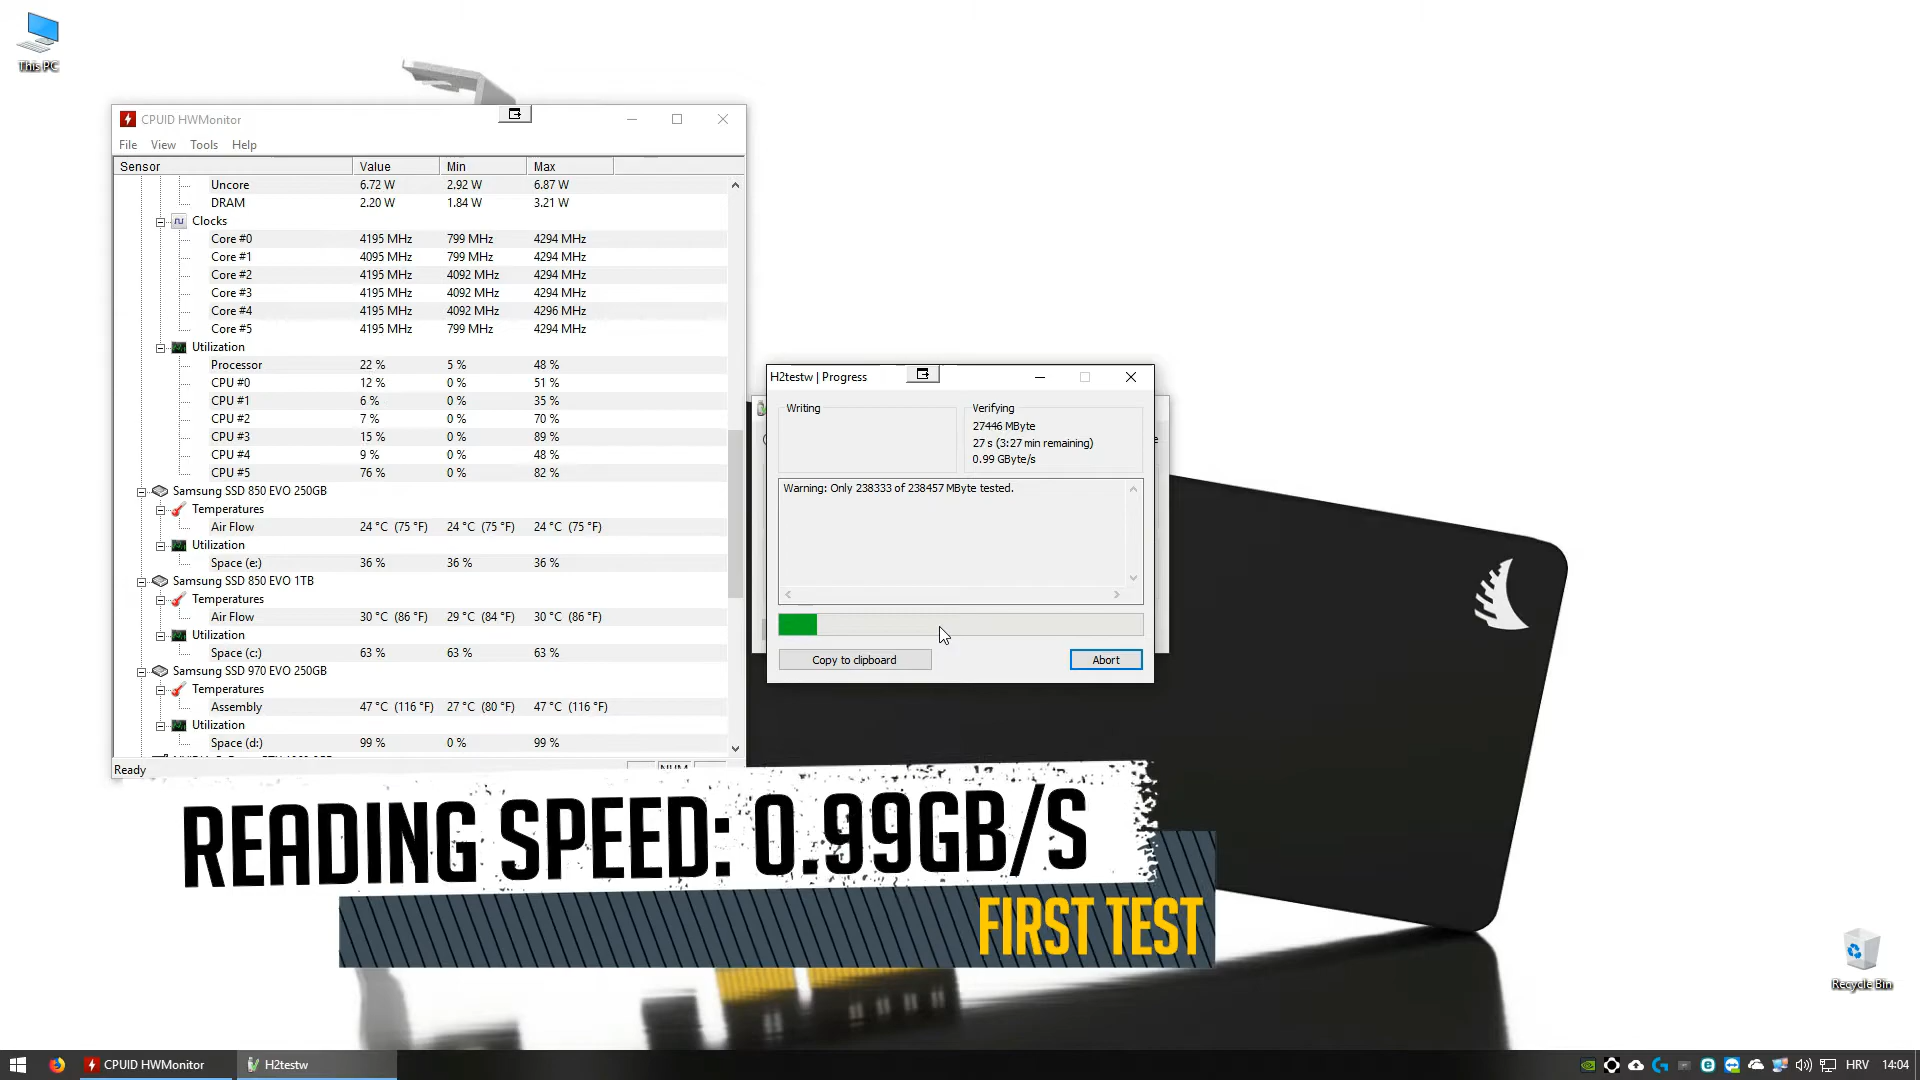 This PC
CPUID HWMonitor
File View Tools Help
Sensor Value Min Max
Uncore 6.72 W 2.92 W 6.87 W
DRAM 2.20 W 1.84 W 3.21 W
Clocks
Core #0 4195 MHz 799 MHz 4294 MHz
Core #1 4095 MHz 799 MHz 4294 MHz
Core #2 4195 MHz 4092 MHz 4294 MHz
Core #3 4195 MHz 4092 MHz 4294 MHz
Core #4 4195 MHz 4092 MHz 4296 MHz
Core #5 4195 MHz 799 MHz 4294 MHz
Utilization
Processor 22 % 5 % 48 %
CPU #0 12 % 0 % 51 %
CPU #1 6 % 0 % 35 %
CPU #2 7 % 0 % 70 %
CPU #3 15 % 0 % 89 %
CPU #4 9 % 0 % 48 %
CPU #5 76 % 0 % 82 %
Samsung SSD 850 EVO 250GB
Temperatures
Air Flow 24 °C (75 °F) 24 °C (75 °F) 24 °C (75 °F)
Utilization
Space (e:) 36 % 36 % 36 %
Samsung SSD 850 EVO 1TB
Temperatures
Air Flow 30 °C (86 °F) 29 °C (84 °F) 30 °C (86 °F)
Utilization
Space (c:) 63 % 63 % 63 %
Samsung SSD 970 EVO 250GB
Temperatures
Assembly 47 °C (116 °F) 27 °C (80 °F) 47 °C (116 °F)
Utilization
Space (d:) 99 % 0 % 99 %
Ready NUM
H2testw | Progress
Writing
Verifying
27446 MByte
27 s (3:27 min remaining)
0.99 GByte/s
Warning: Only 238333 of 238457 MByte tested.
Copy to clipboard Abort
READING SPEED: 0.99GB/S
FIRST TEST
Recycle Bin
CPUID HWMonitor H2testw HRV 14:04